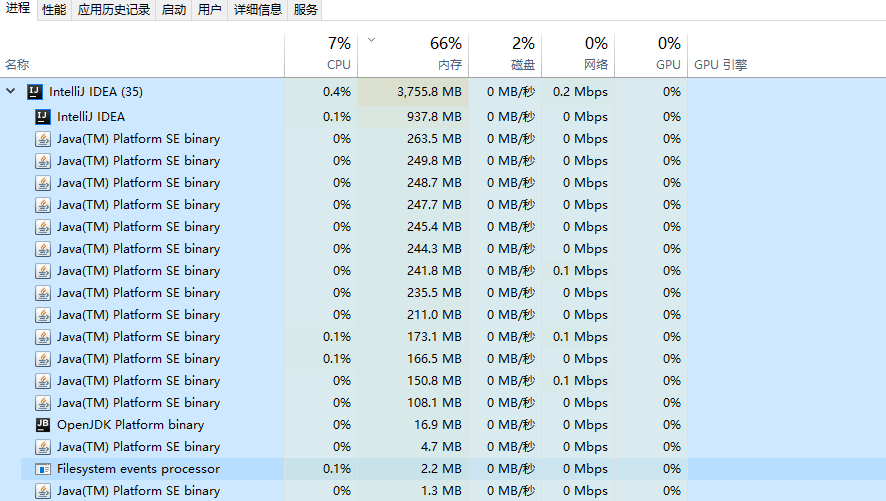 进程 性能 应用历史记录 启动 用户 详细信息 服务
7% 66% 2% 0% 0%
名称 CPU 内存 磁盘 网络 GPU GPU 引擎
IntelliJ IDEA (35) 0.4% 3,755.8 MB 0 MB/秒 0.2 Mbps 0%
IntelliJ IDEA 0.1% 937.8 MB 0 MB/秒 0 Mbps 0%
Java(TM) Platform SE binary 0% 263.5 MB 0 MB/秒 0 Mbps 0%
Java(TM) Platform SE binary 0% 249.8 MB 0 MB/秒 0 Mbps 0%
Java(TM) Platform SE binary 0% 248.7 MB 0 MB/秒 0 Mbps 0%
Java(TM) Platform SE binary 0% 247.7 MB 0 MB/秒 0 Mbps 0%
Java(TM) Platform SE binary 0% 245.4 MB 0 MB/秒 0 Mbps 0%
Java(TM) Platform SE binary 0% 244.3 MB 0 MB/秒 0 Mbps 0%
Java(TM) Platform SE binary 0% 241.8 MB 0 MB/秒 0.1 Mbps 0%
Java(TM) Platform SE binary 0% 235.5 MB 0 MB/秒 0 Mbps 0%
Java(TM) Platform SE binary 0% 211.0 MB 0 MB/秒 0 Mbps 0%
Java(TM) Platform SE binary 0.1% 173.1 MB 0 MB/秒 0.1 Mbps 0%
Java(TM) Platform SE binary 0.1% 166.5 MB 0 MB/秒 0 Mbps 0%
Java(TM) Platform SE binary 0% 150.8 MB 0 MB/秒 0.1 Mbps 0%
Java(TM) Platform SE binary 0% 108.1 MB 0 MB/秒 0 Mbps 0%
OpenJDK Platform binary 0% 16.9 MB 0 MB/秒 0 Mbps 0%
Java(TM) Platform SE binary 0% 4.7 MB 0 MB/秒 0 Mbps 0%
Filesystem events processor 0.1% 2.2 MB 0 MB/秒 0 Mbps 0%
Java(TM) Platform SE binary 0% 1.3 MB 0 MB/秒 0 Mbps 0%